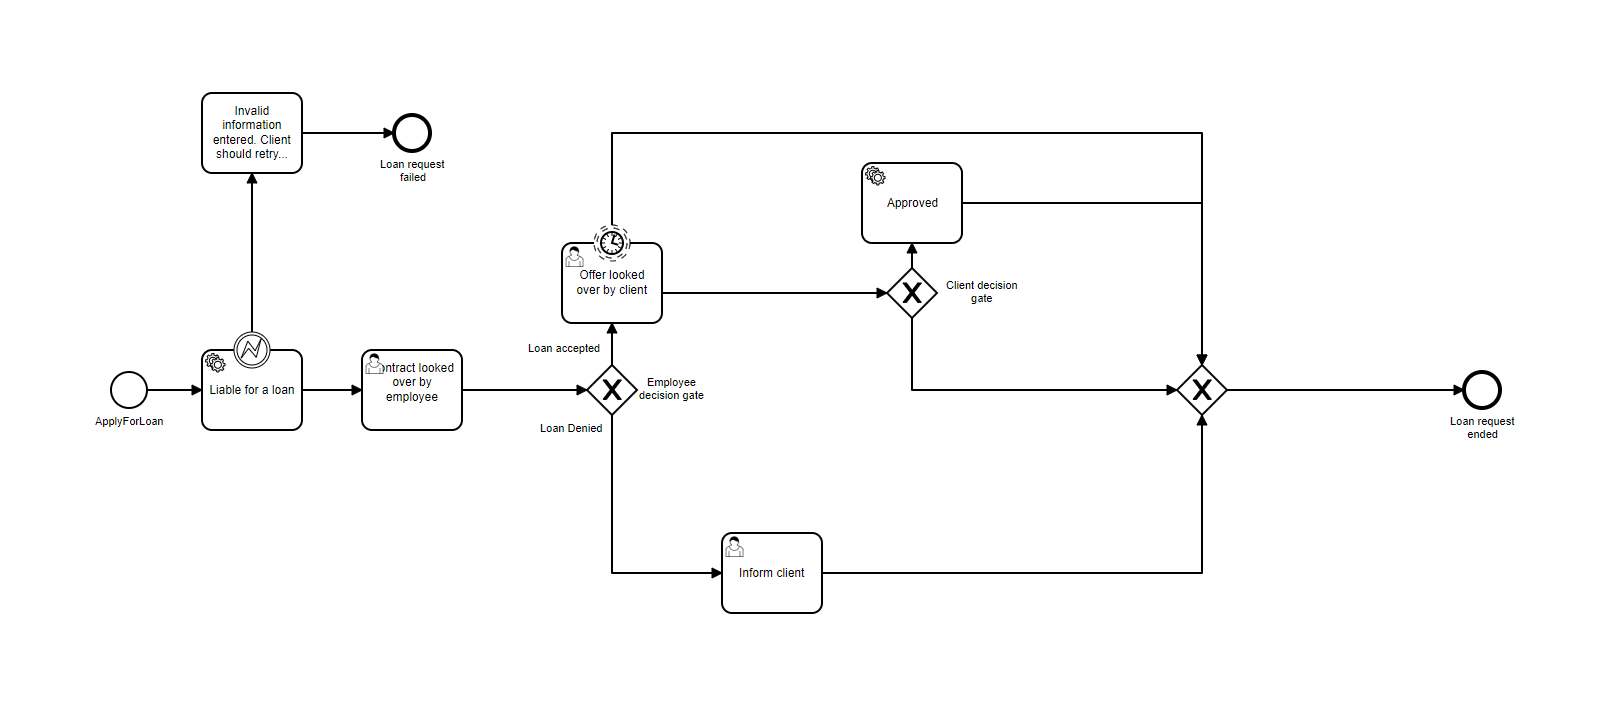 Invalid
information
entered. Client
should retry...
Loan request
failed
Approved
Offer looked
over by client
Client decision
gate
Loan accepted
ApplyForLoan
Liable for a loan
ntract looked
over by
employee
Employee
decision gate
Loan Denied
Loan request
ended
Inform client